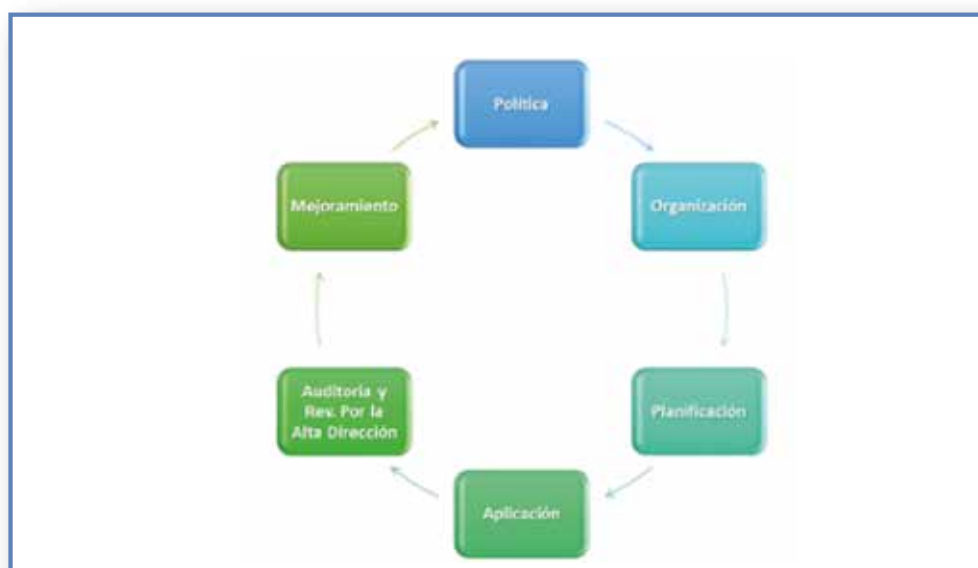 Política
Organización
Planificación
Aplicación
Auditoria y
Rev. Por la
Alta Dirección
Mejoramiento